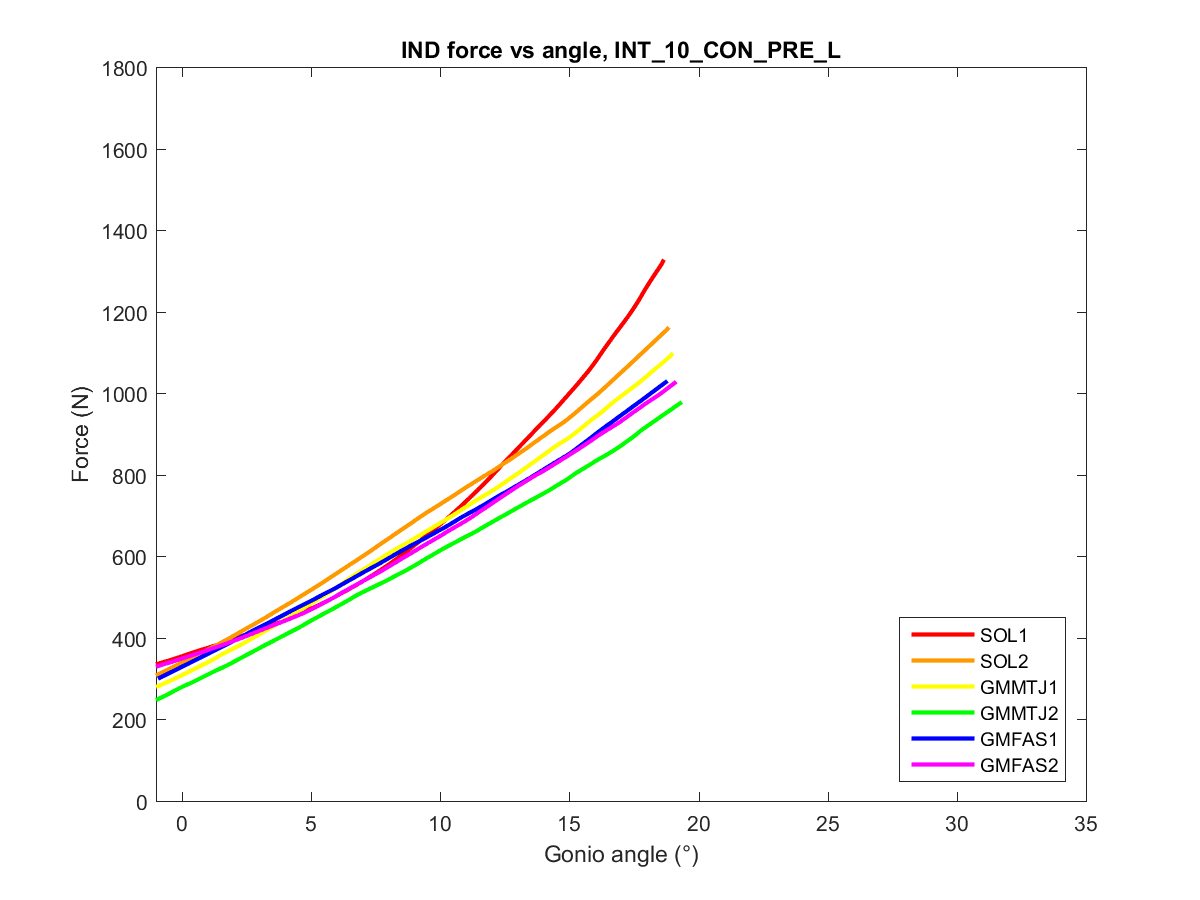 IND force vs angle, INT_10_CON_PRE_L
1800
1600
1400
1200
1000
800
600
400
200
0
Force (N)
0 5 10 15 20 25 30 35
Gonio angle (°)
SOL1
SOL2
GMMTJ1
GMMTJ2
GMFAS1
GMFAS2